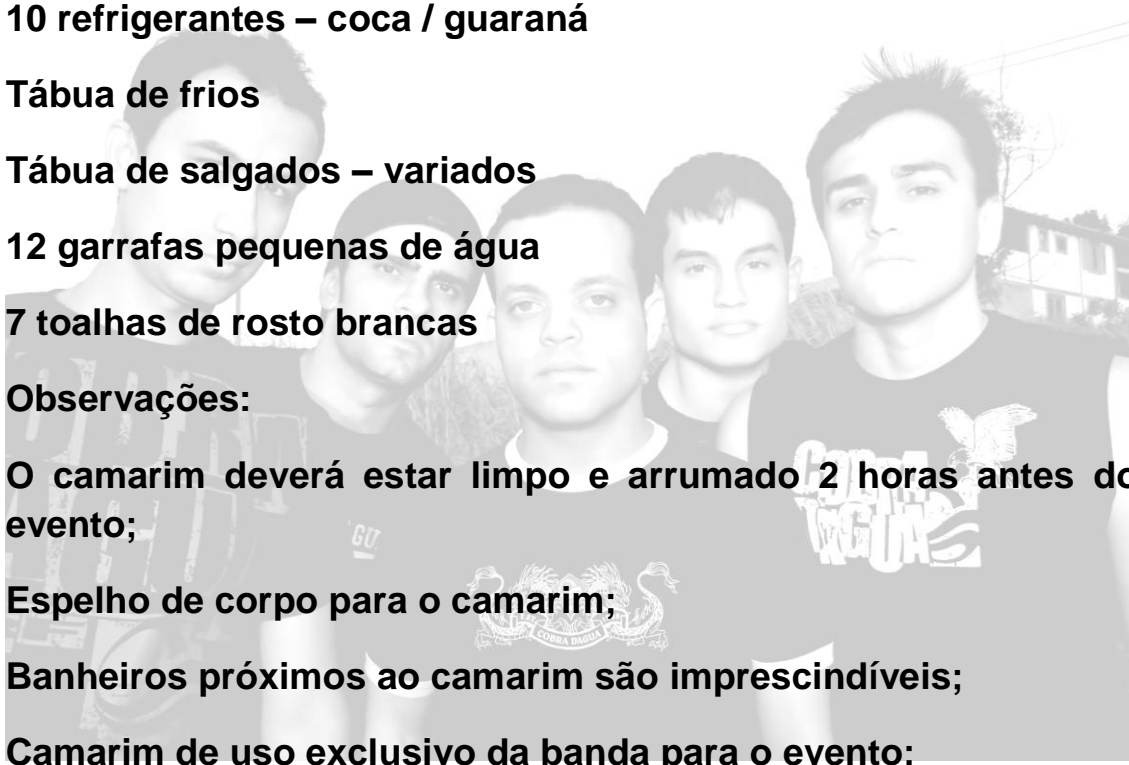 10 refrigerantes – coca / guaraná
Tábua de frios
Tábua de salgados – variados
12 garrafas pequenas de água
7 toalhas de rosto brancas
Observações:
O camarim deverá estar limpo e arrumado 2 horas antes do
evento;
Espelho de corpo para o camarim;
Banheiros próximos ao camarim são imprescindíveis;
Camarim de uso exclusivo da banda para o evento;
COBRA DAGUA